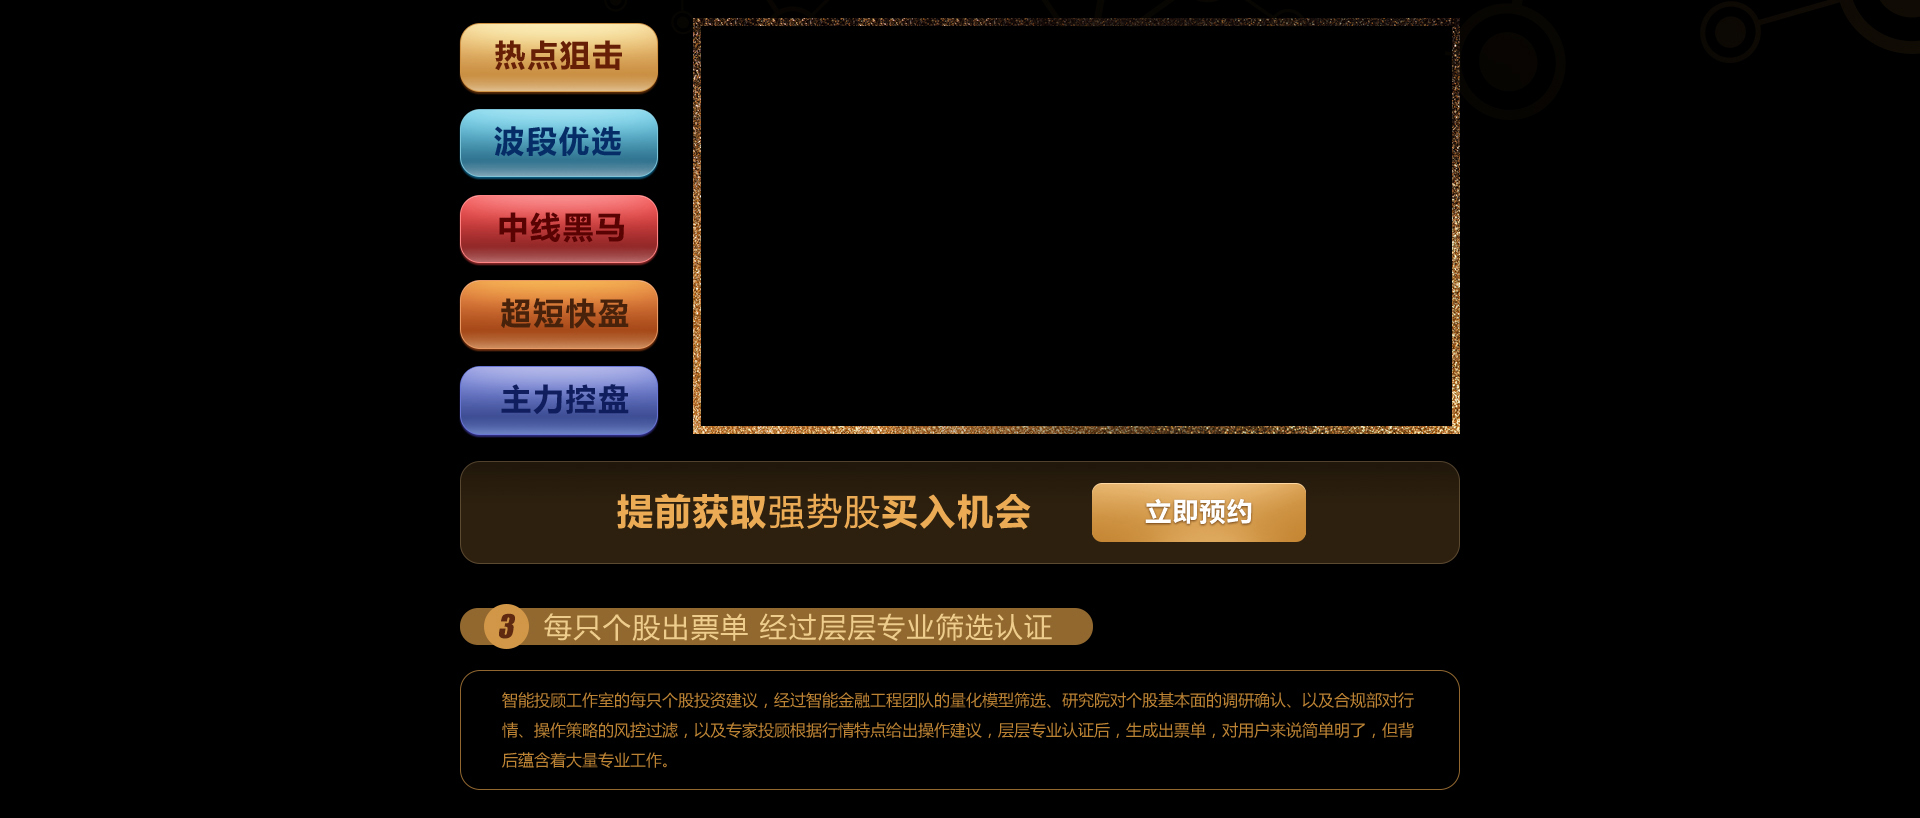 热点狙击
波段优选
中线黑马
超短快盈
主力控盘
提前获取强势股买入机会
立即预约
3 每只个股出票单 经过层层专业筛选认证
智能投顾工作室的每只个股投资建议，经过智能金融工程团队的量化模型筛选、研究院对个股基本面的调研确认、以及合规部对行
情、操作策略的风控过滤，以及专家投顾根据行情特点给出操作建议，层层专业认证后，生成出票单，对用户来说简单明了，但背
后蕴含着大量专业工作。